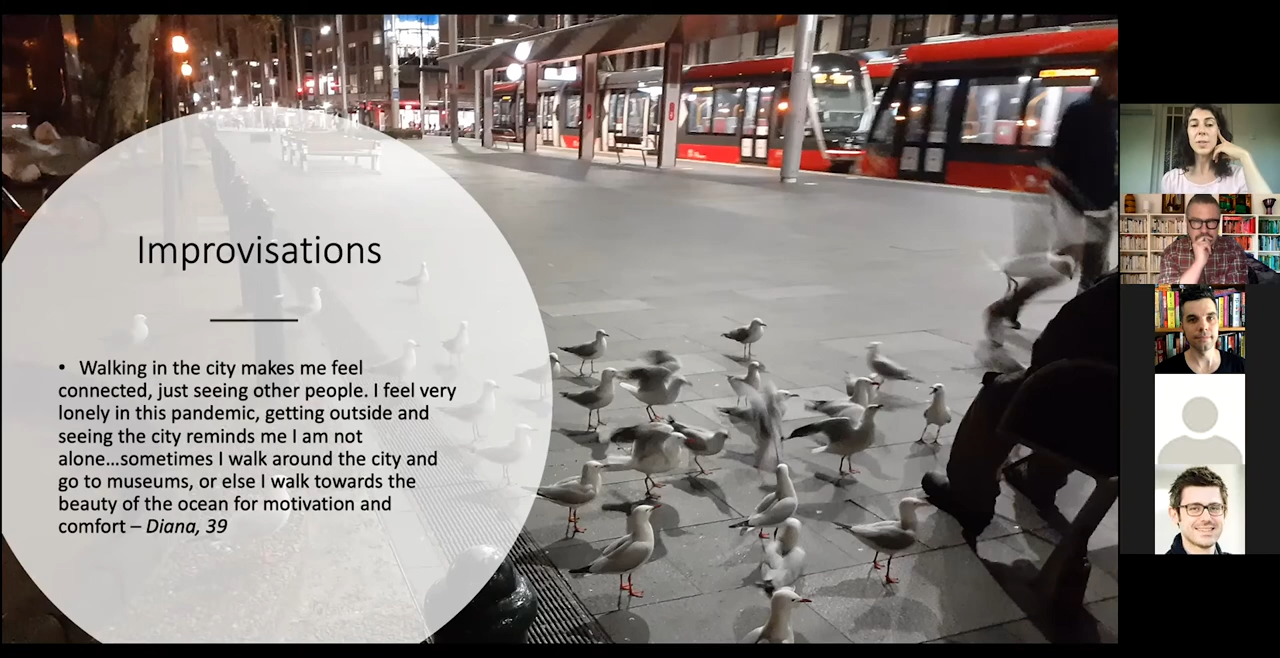 Improvisations
• Walking in the city makes me feel
connected, just seeing other people. I feel very
lonely in this pandemic, getting outside and
seeing the city reminds me I am not
alone...sometimes I walk around the city and
go to museums, or else I walk towards the
beauty of the ocean for motivation and
comfort – Diana, 39